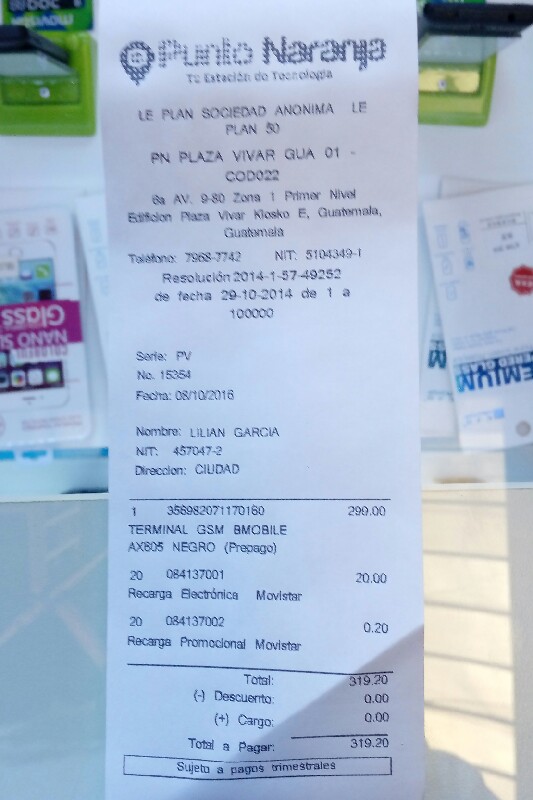 Punto Naranja
Tu Estación de Tecnología
LE PLAN SOCIEDAD ANONIMA LE
PLAN 50
PN PLAZA VIVAR GUA 01 -
COD022
6a AV. 9-80 Zona 1 Primer Nivel
Edificion Plaza Vivar Kiosko E, Guatemala,
Guatemala
Teléfono: 7968-7742 NIT: 5104349-1
Resolución 2014-1-57-49252
de fecha 29-10-2014 de 1 a
100000
Serie: PV
No. 15354
Fecha: 08/10/2016
Nombre: LILIAN GARCIA
NIT: 457047-2
Direccion: CIUDAD
1 356982071170160 299.00
TERMINAL GSM BMOBILE
AX605 NEGRO (Prepago)
20 084137001 20.00
Recarga Electrónica Movistar
20 084137002 0.20
Recarga Promocional Movistar
Total: 319.20
(-) Descuento: 0.00
(+) Cargo: 0.00
Total a Pagar: 319.20
Sujeto a pagos trimestrales
Glass
NANO